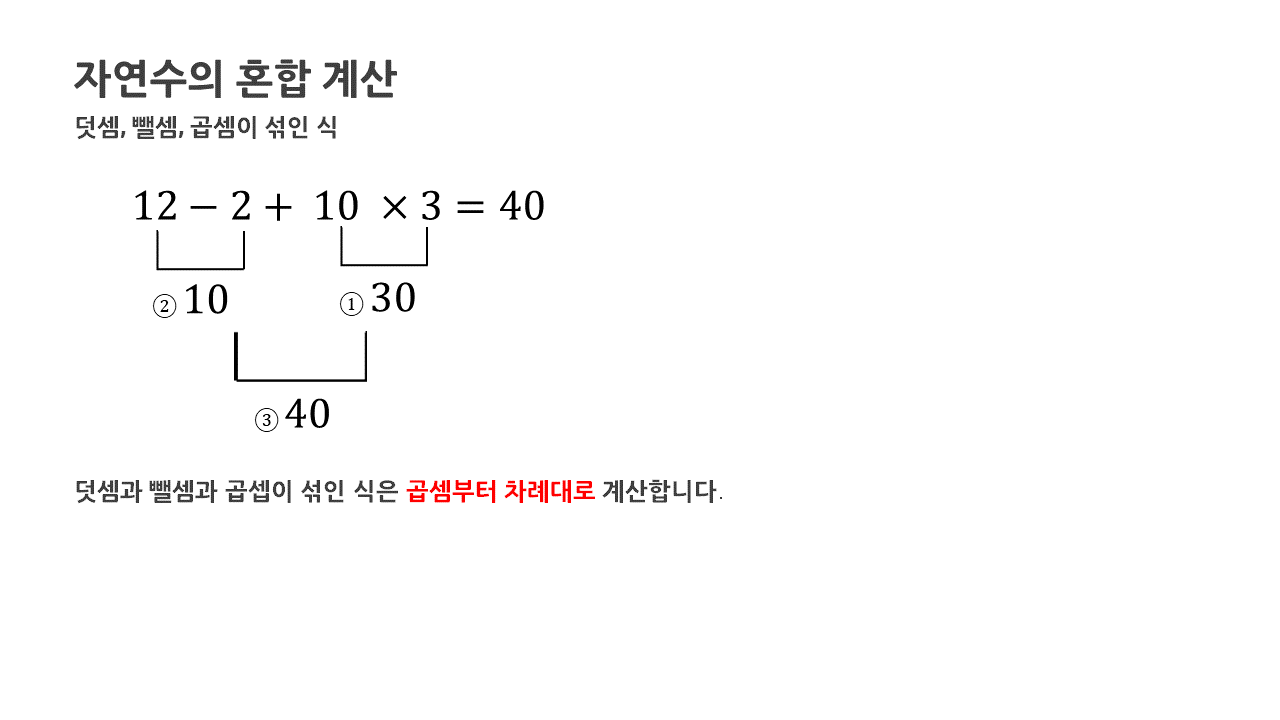 자연수의 혼합 계산
덧셈, 뺄셈, 곱셈이 섞인 식
12 − 2 + 10 × 3 = 40
② 10 ① 30
③ 40
덧셈과 뺄셈과 곱셉이 섞인 식은 곱셈부터 차례대로 계산합니다.